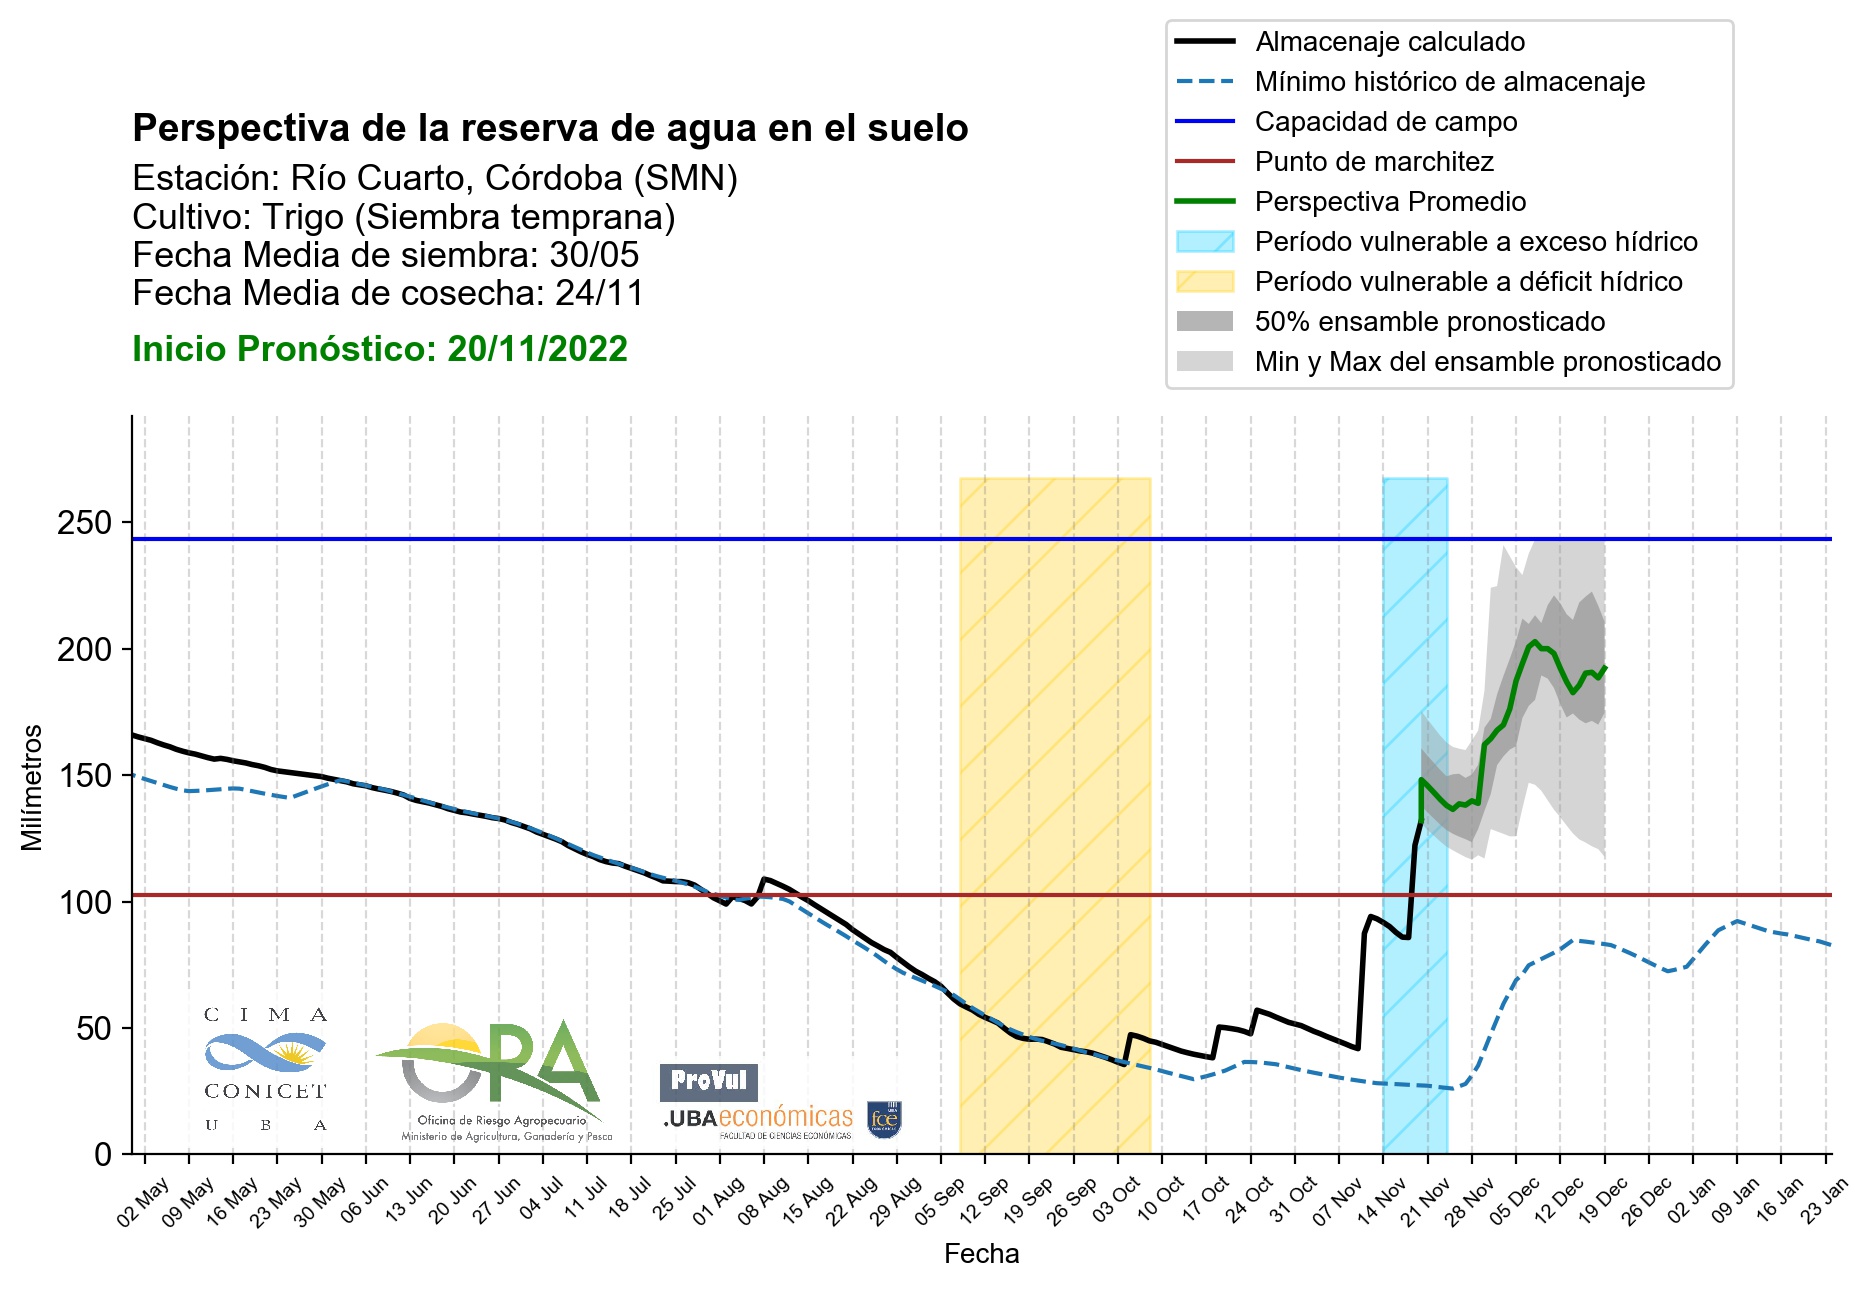 Almacenaje calculado
Mínimo histórico de almacenaje
Capacidad de campo
Punto de marchitez
Perspectiva Promedio
Período vulnerable a exceso hídrico
Período vulnerable a déficit hídrico
50% ensamble pronosticado
Min y Max del ensamble pronosticado
Perspectiva de la reserva de agua en el suelo
Estación: Río Cuarto, Córdoba (SMN)
Cultivo: Trigo (Siembra temprana)
Fecha Media de siembra: 30/05
Fecha Media de cosecha: 24/11
Inicio Pronóstico: 20/11/2022
Milímetros
250
200
150
100
50
0
CIMA
CONICET
UBA
ORA
Oficina de Riesgo Agropecuario
Ministerio de Agricultura, Ganadería y Pesca
ProVul
.UBAeconómicas
FACULTAD DE CIENCIAS ECONÓMICAS
UBA
fce
ECONÓMICAS
02 May
09 May
16 May
23 May
30 May
06 Jun
13 Jun
20 Jun
27 Jun
04 Jul
11 Jul
18 Jul
25 Jul
01 Aug
08 Aug
15 Aug
22 Aug
29 Aug
05 Sep
12 Sep
19 Sep
26 Sep
03 Oct
10 Oct
17 Oct
24 Oct
31 Oct
07 Nov
14 Nov
21 Nov
28 Nov
05 Dec
12 Dec
19 Dec
26 Dec
02 Jan
09 Jan
16 Jan
23 Jan
Fecha